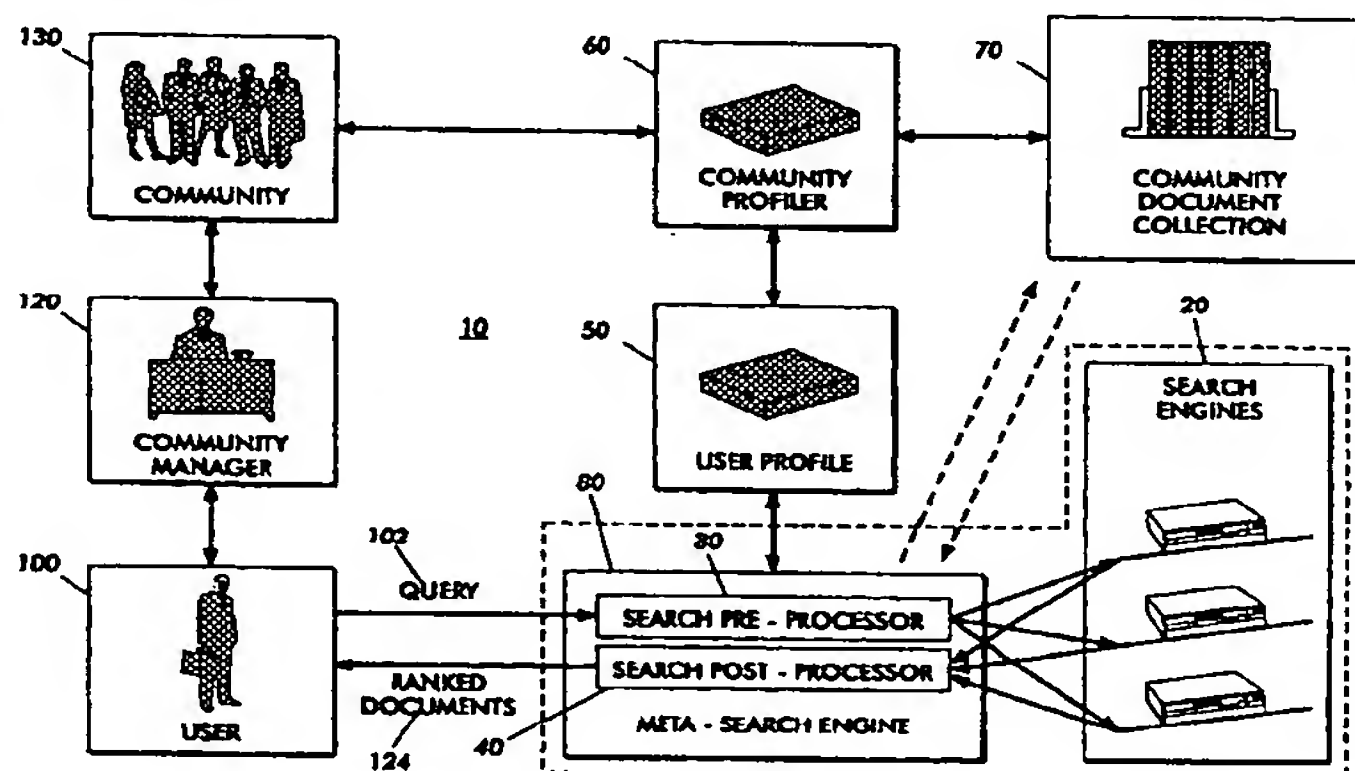 130
COMMUNITY
60
COMMUNITY
PROFILER
70
COMMUNITY
DOCUMENT
COLLECTION
120
COMMUNITY
MANAGER
10
50
USER PROFILE
20
SEARCH
ENGINES
100
USER
102
QUERY
RANKED
DOCUMENTS
124
80
30
SEARCH PRE - PROCESSOR
SEARCH POST - PROCESSOR
40
META - SEARCH ENGINE